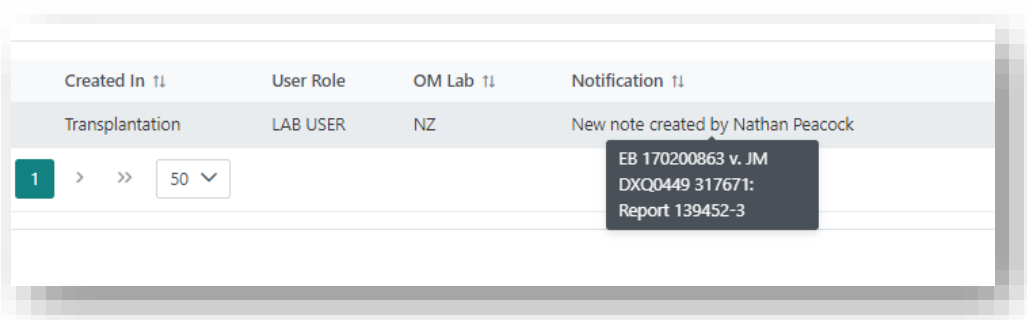 Created In ↑↓ User Role OM Lab ↑↓ Notification ↑↓
Transplantation LAB USER NZ New note created by Nathan Peacock
EB 170200863 v. JM
DXQ0449 317671:
Report 139452-3
1 > >> 50